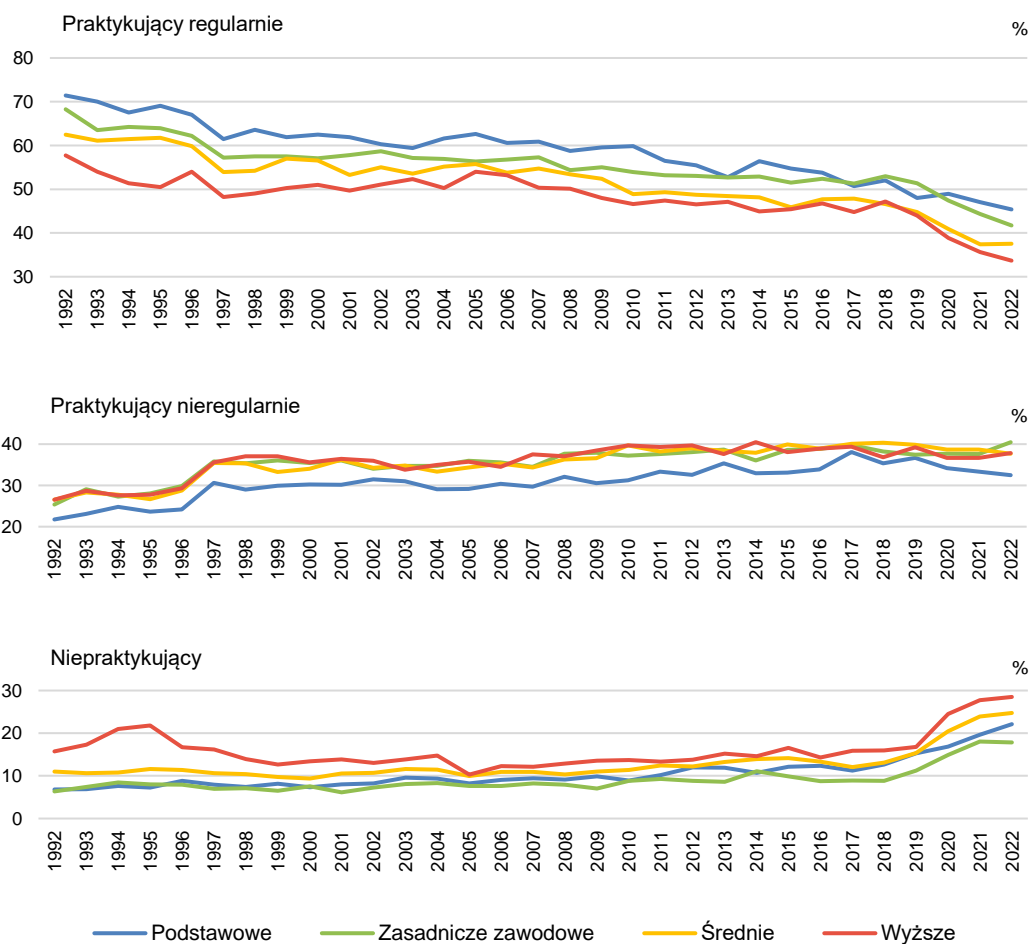 Praktykujący regularnie
%
80
70
60
50
40
30
1992 1993 1994 1995 1996 1997 1998 1999 2000 2001 2002 2003 2004 2005 2006 2007 2008 2009 2010 2011 2012 2013 2014 2015 2016 2017 2018 2019 2020 2021 2022
Praktykujący nieregularnie
%
40
30
20
1992 1993 1994 1995 1996 1997 1998 1999 2000 2001 2002 2003 2004 2005 2006 2007 2008 2009 2010 2011 2012 2013 2014 2015 2016 2017 2018 2019 2020 2021 2022
Niepraktykujący
%
30
20
10
0
1992 1993 1994 1995 1996 1997 1998 1999 2000 2001 2002 2003 2004 2005 2006 2007 2008 2009 2010 2011 2012 2013 2014 2015 2016 2017 2018 2019 2020 2021 2022
Podstawowe Zasadnicze zawodowe Średnie Wyższe